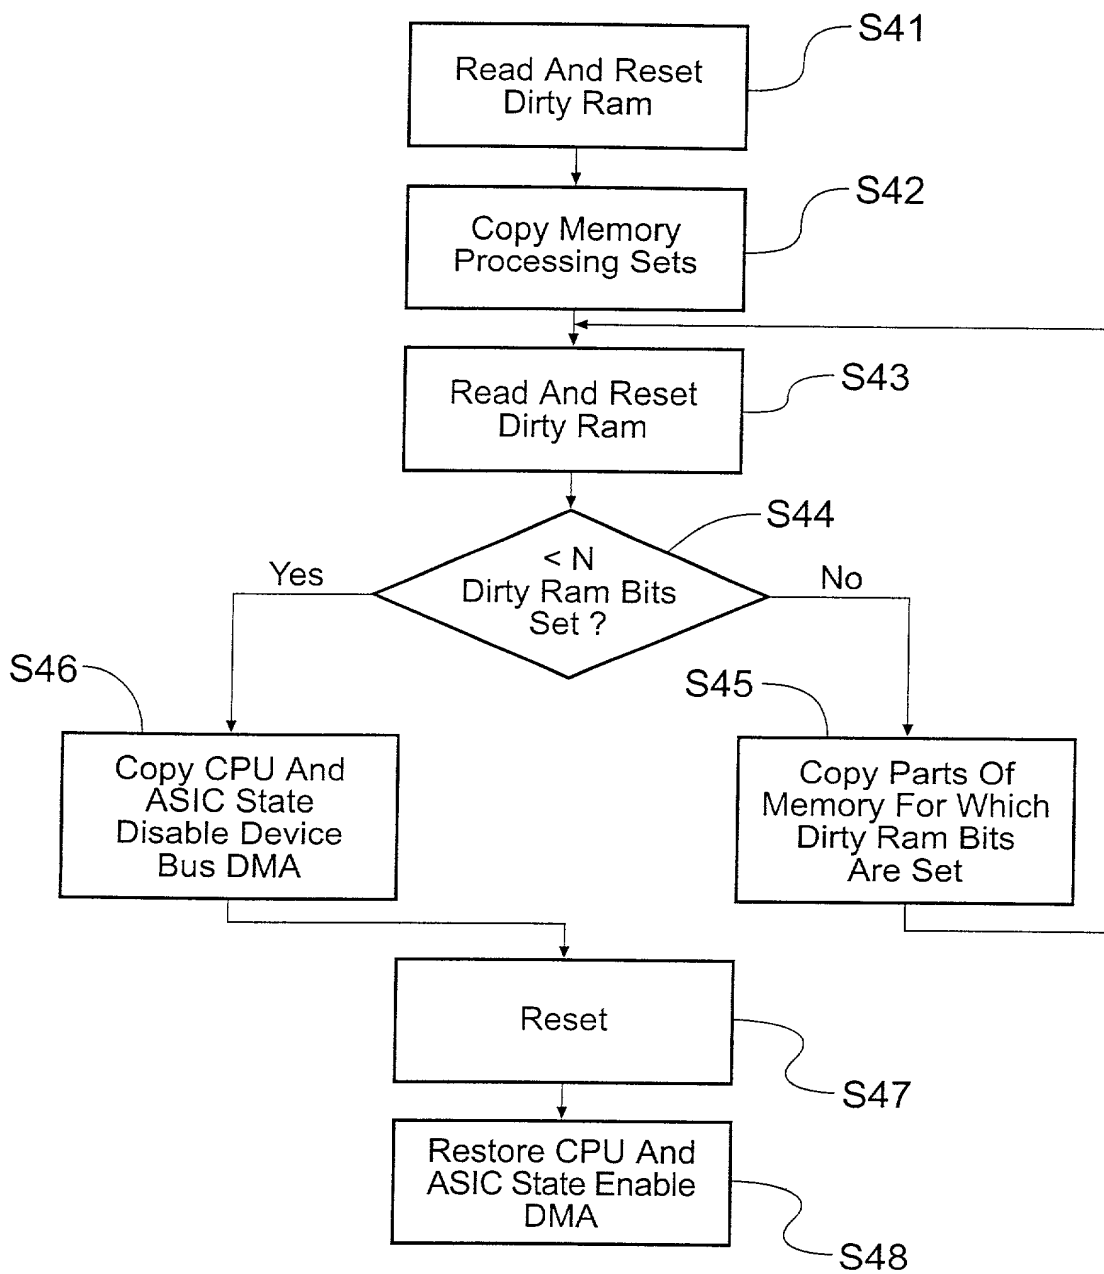 S41
Read And Reset
Dirty Ram
S42
Copy Memory
Processing Sets
S43
Read And Reset
Dirty Ram
S44
< N
Dirty Ram Bits
Set ?
Yes
No
S46
S45
Copy CPU And
ASIC State
Disable Device
Bus DMA
Copy Parts Of
Memory For Which
Dirty Ram Bits
Are Set
Reset
S47
Restore CPU And
ASIC State Enable
DMA
S48